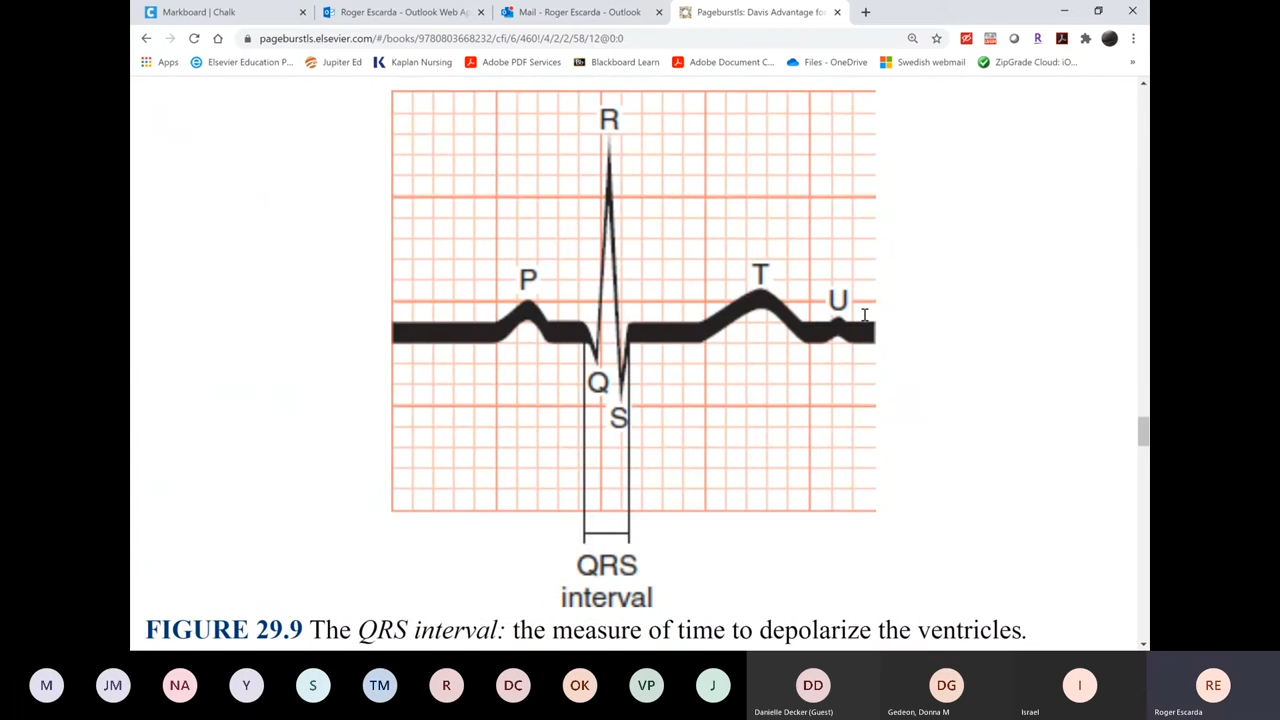 Markboard | Chalk
Roger Escarda - Outlook Web Ap
Mail - Roger Escarda - Outlook
Pageburstls: Davis Advantage for
pageburstls.elsevier.com/#/books/9780803668232/cfi/6/460!/4/2/2/58/12@0:0
Apps
Elsevier Education P...
Jupiter Ed
Kaplan Nursing
Adobe PDF Services
Blackboard Learn
Adobe Document C...
Files - OneDrive
Swedish webmail
ZipGrade Cloud: iO...
R
P
T
U
Q
S
QRS
interval
FIGURE 29.9 The QRS interval: the measure of time to depolarize the ventricles.
M
JM
NA
Y
S
TM
R
DC
OK
VP
J
DD
DG
I
RE
Danielle Decker (Guest)
Gedeon, Donna M
Israel
Roger Escarda